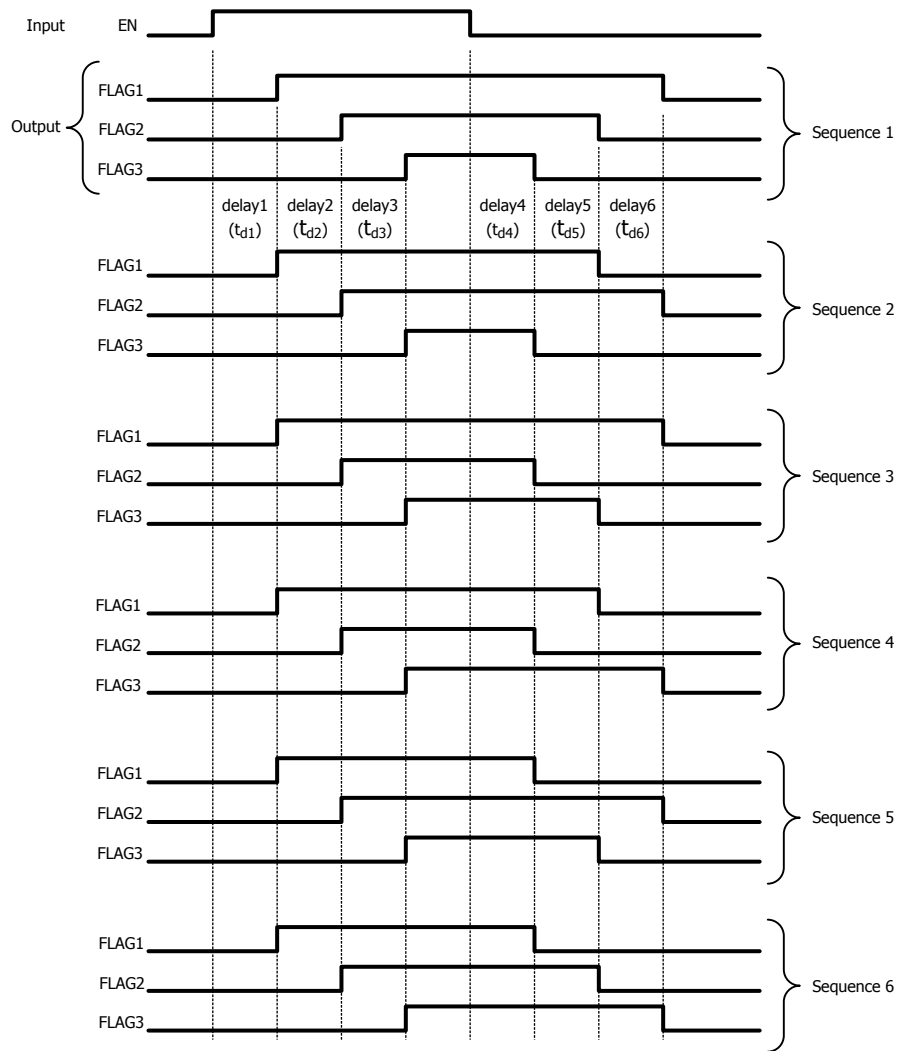 Input EN
FLAG1
Output FLAG2 Sequence 1
FLAG3
delay1 delay2 delay3 delay4 delay5 delay6
(td1) (td2) (td3) (td4) (td5) (td6)
FLAG1
FLAG2 Sequence 2
FLAG3
FLAG1
FLAG2 Sequence 3
FLAG3
FLAG1
FLAG2 Sequence 4
FLAG3
FLAG1
FLAG2 Sequence 5
FLAG3
FLAG1
FLAG2 Sequence 6
FLAG3